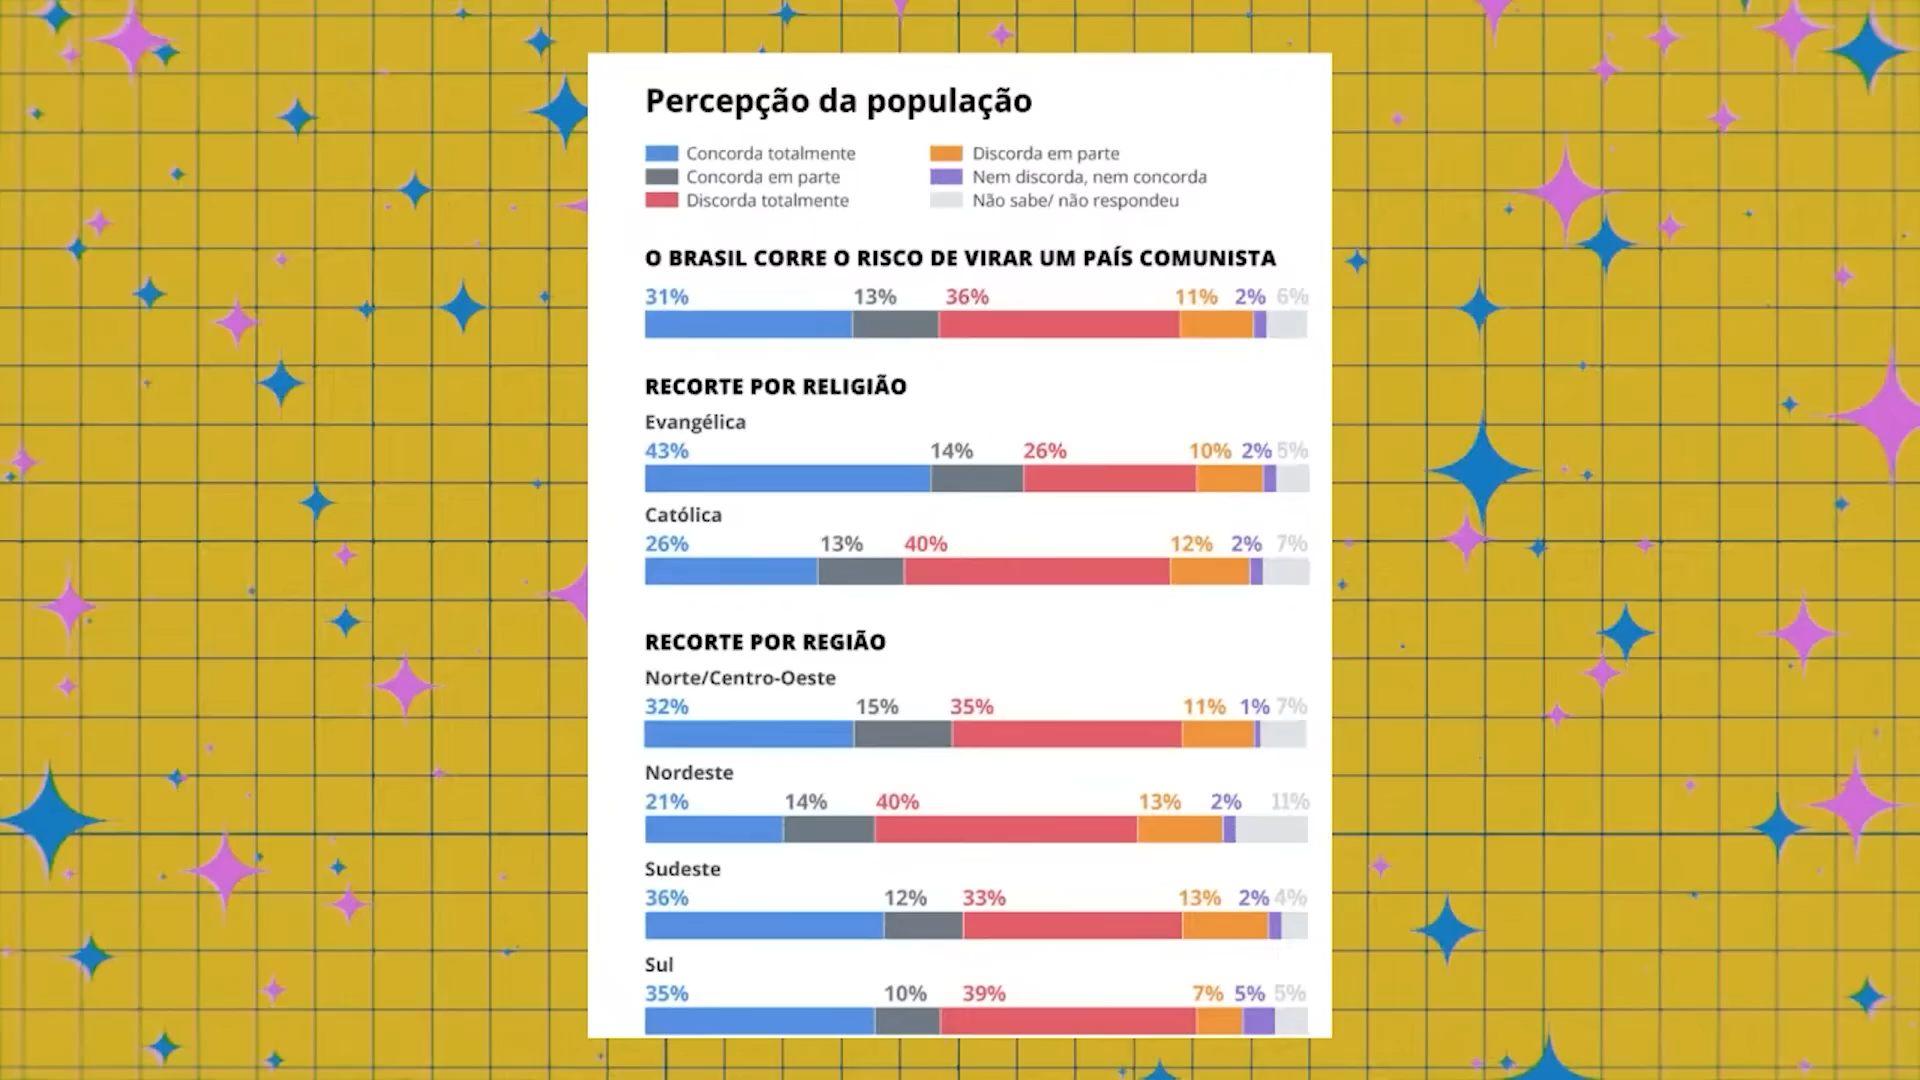 Percepção da população
Concorda totalmente
Concorda em parte
Discorda totalmente
Discorda em parte
Nem discorda, nem concorda
Não sabe/ não respondeu
O BRASIL CORRE O RISCO DE VIRAR UM PAÍS COMUNISTA
31% 13% 36% 11% 2% 6%
RECORTE POR RELIGIÃO
Evangélica
43% 14% 26% 10% 2% 5%
Católica
26% 13% 40% 12% 2% 7%
RECORTE POR REGIÃO
Norte/Centro-Oeste
32% 15% 35% 11% 1% 7%
Nordeste
21% 14% 40% 13% 2% 11%
Sudeste
36% 12% 33% 13% 2% 4%
Sul
35% 10% 39% 7% 5% 5%